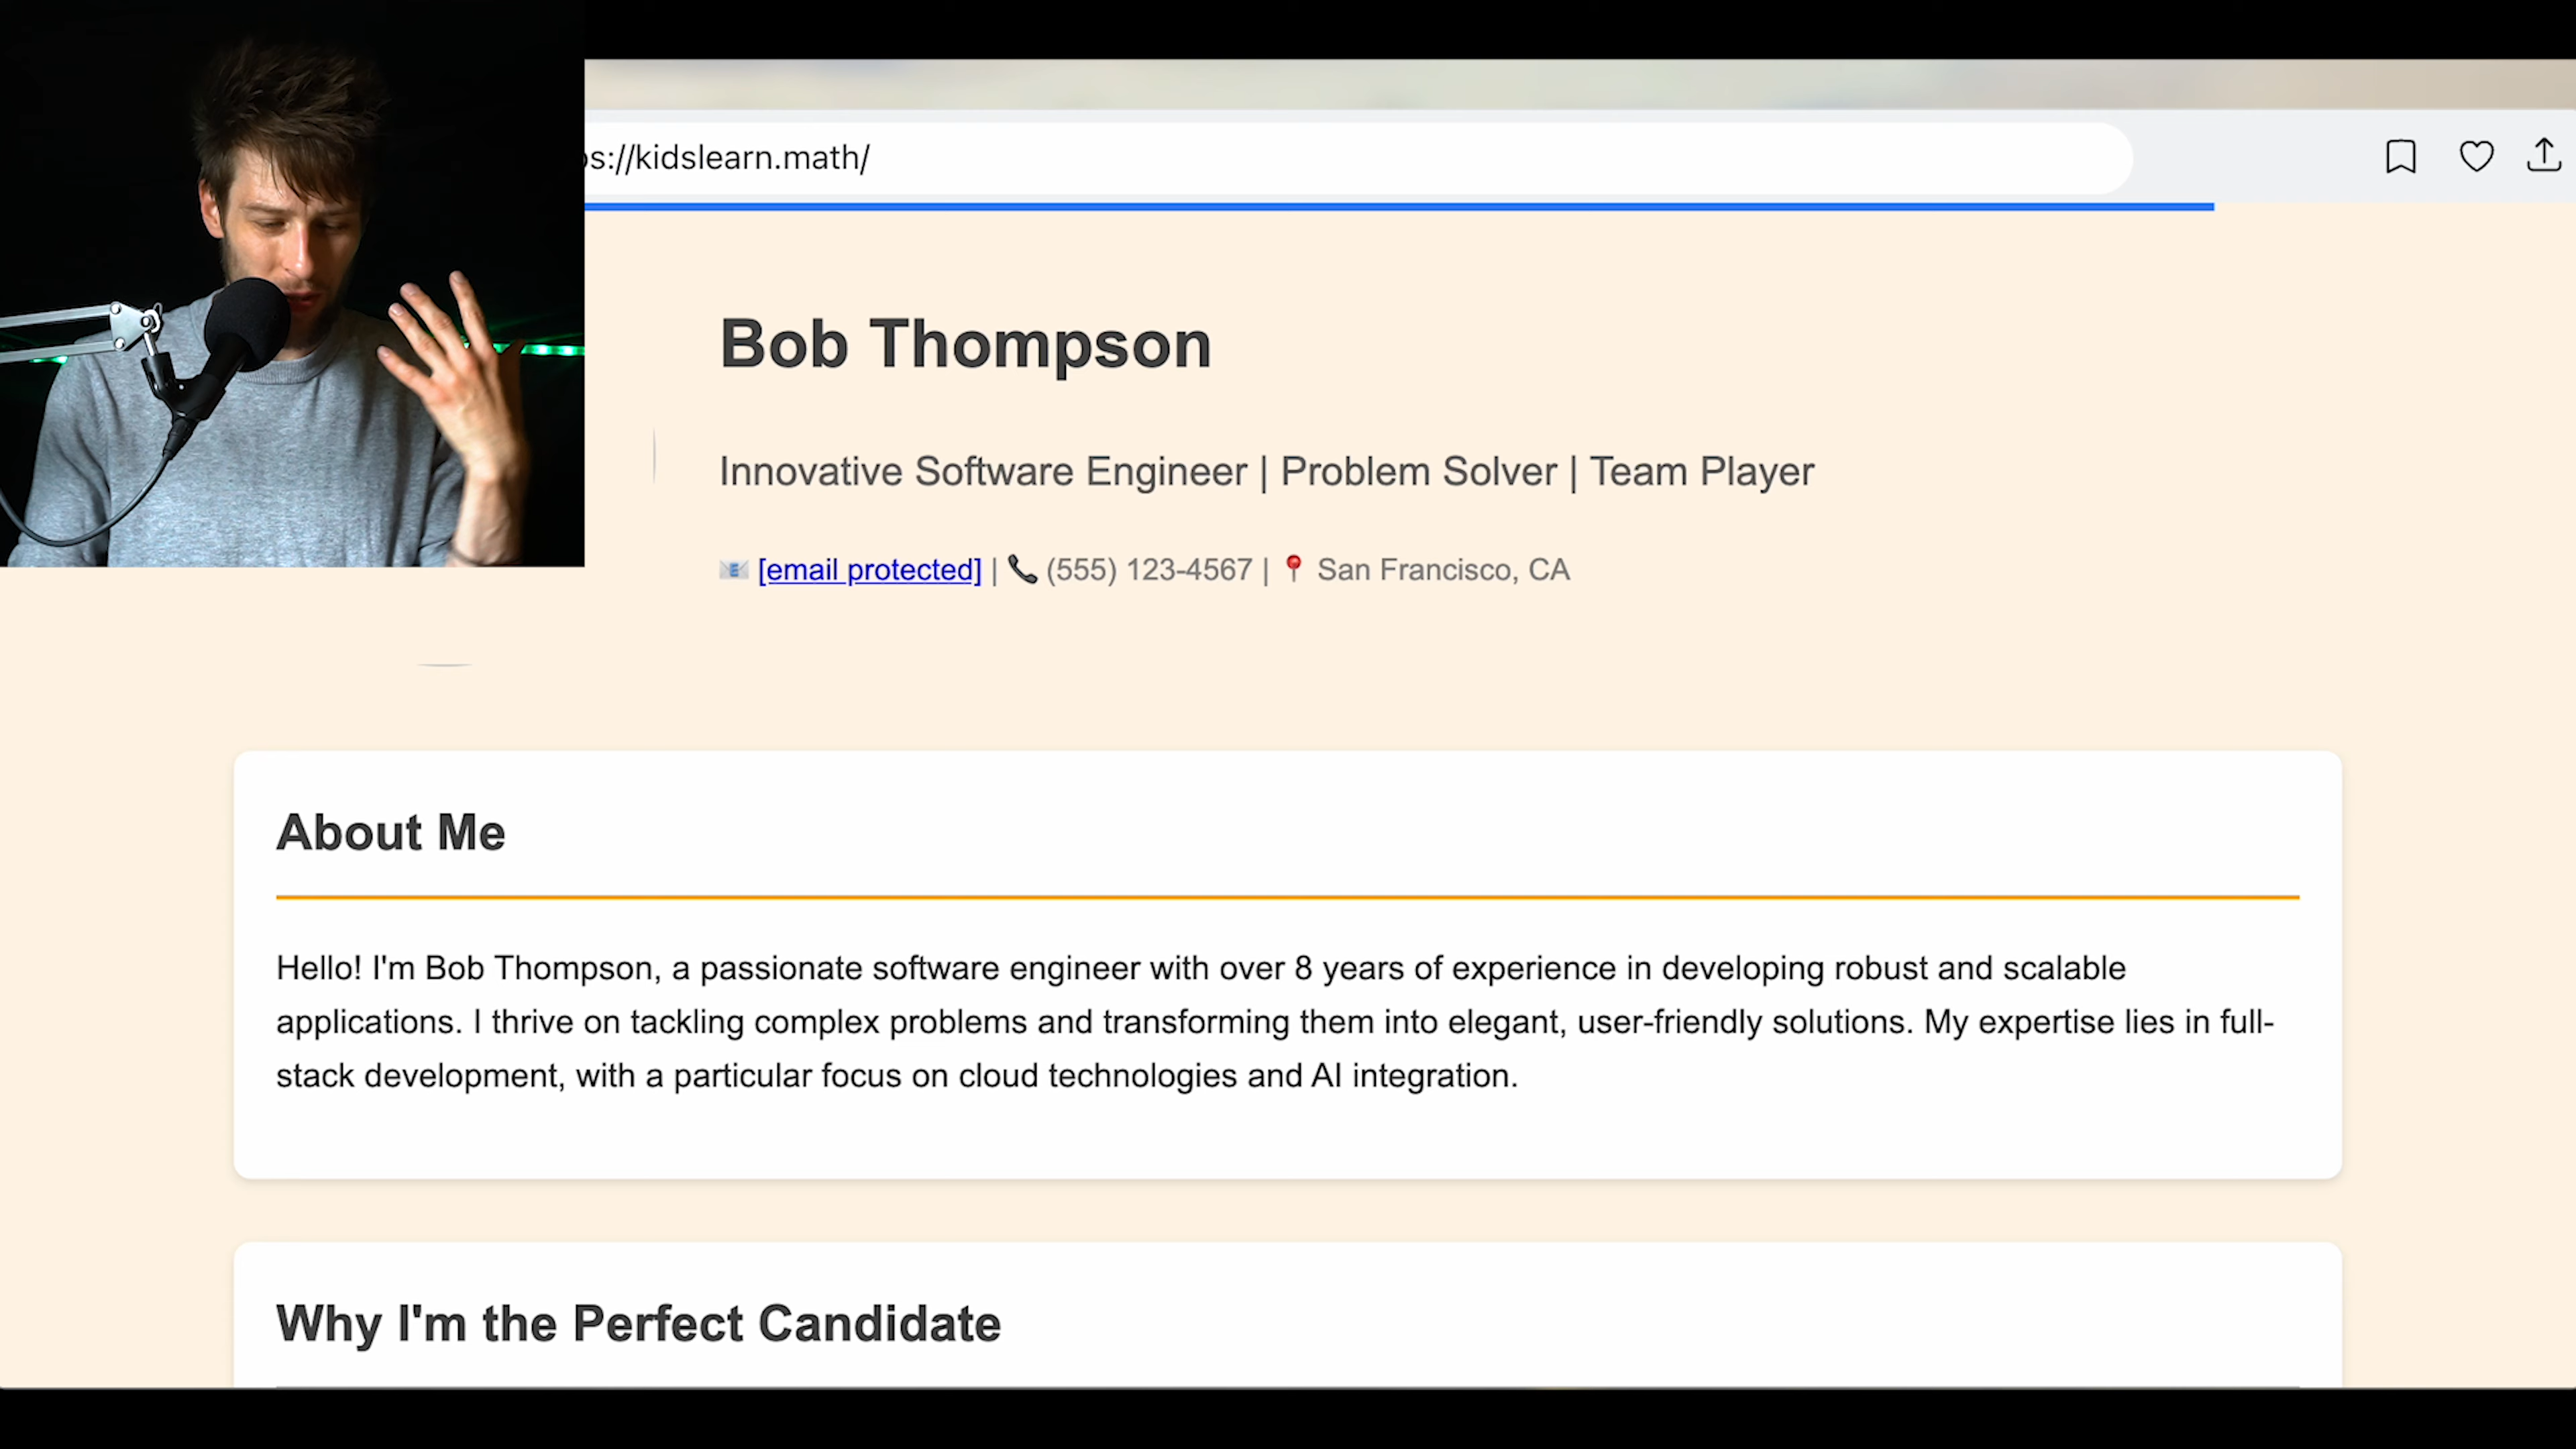 s://kidslearn.math/
Bob Thompson
Innovative Software Engineer | Problem Solver | Team Player
[email protected] | (555) 123-4567 | San Francisco, CA
About Me
Hello! I'm Bob Thompson, a passionate software engineer with over 8 years of experience in developing robust and scalable
applications. I thrive on tackling complex problems and transforming them into elegant, user-friendly solutions. My expertise lies in full-
stack development, with a particular focus on cloud technologies and AI integration.
Why I'm the Perfect Candidate